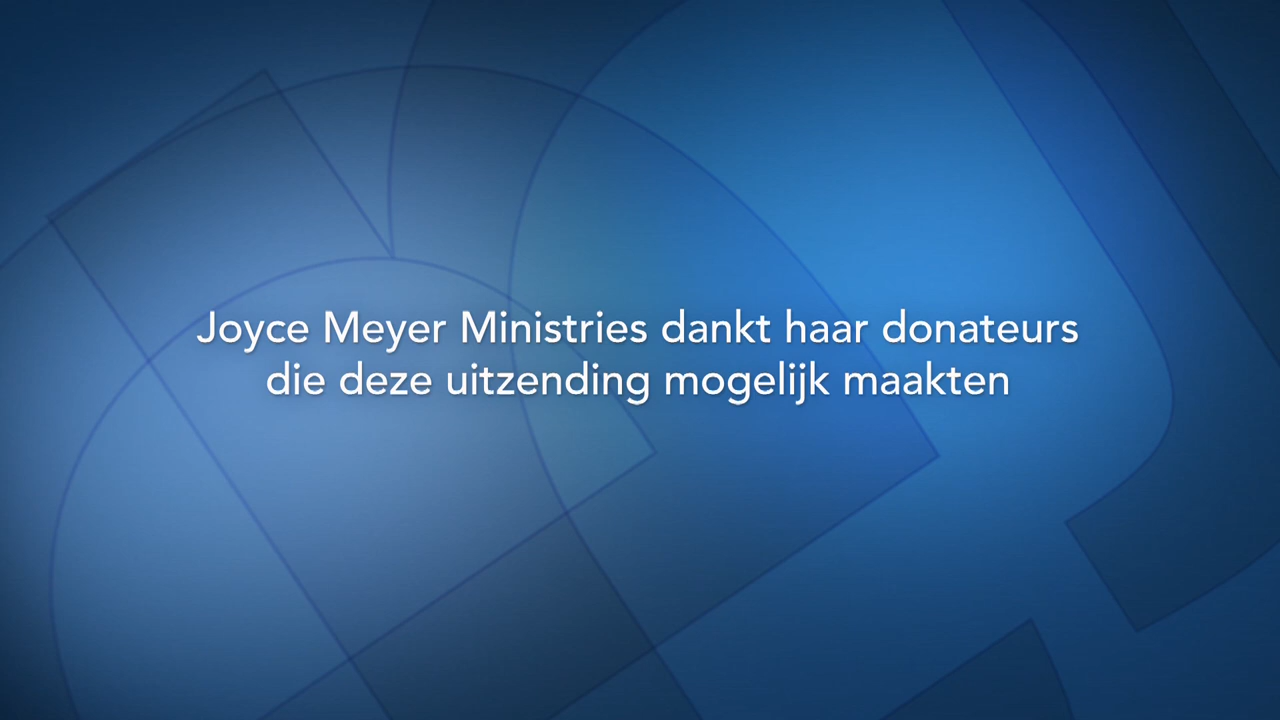 Joyce Meyer Ministries dankt haar donateurs
die deze uitzending mogelijk maakten